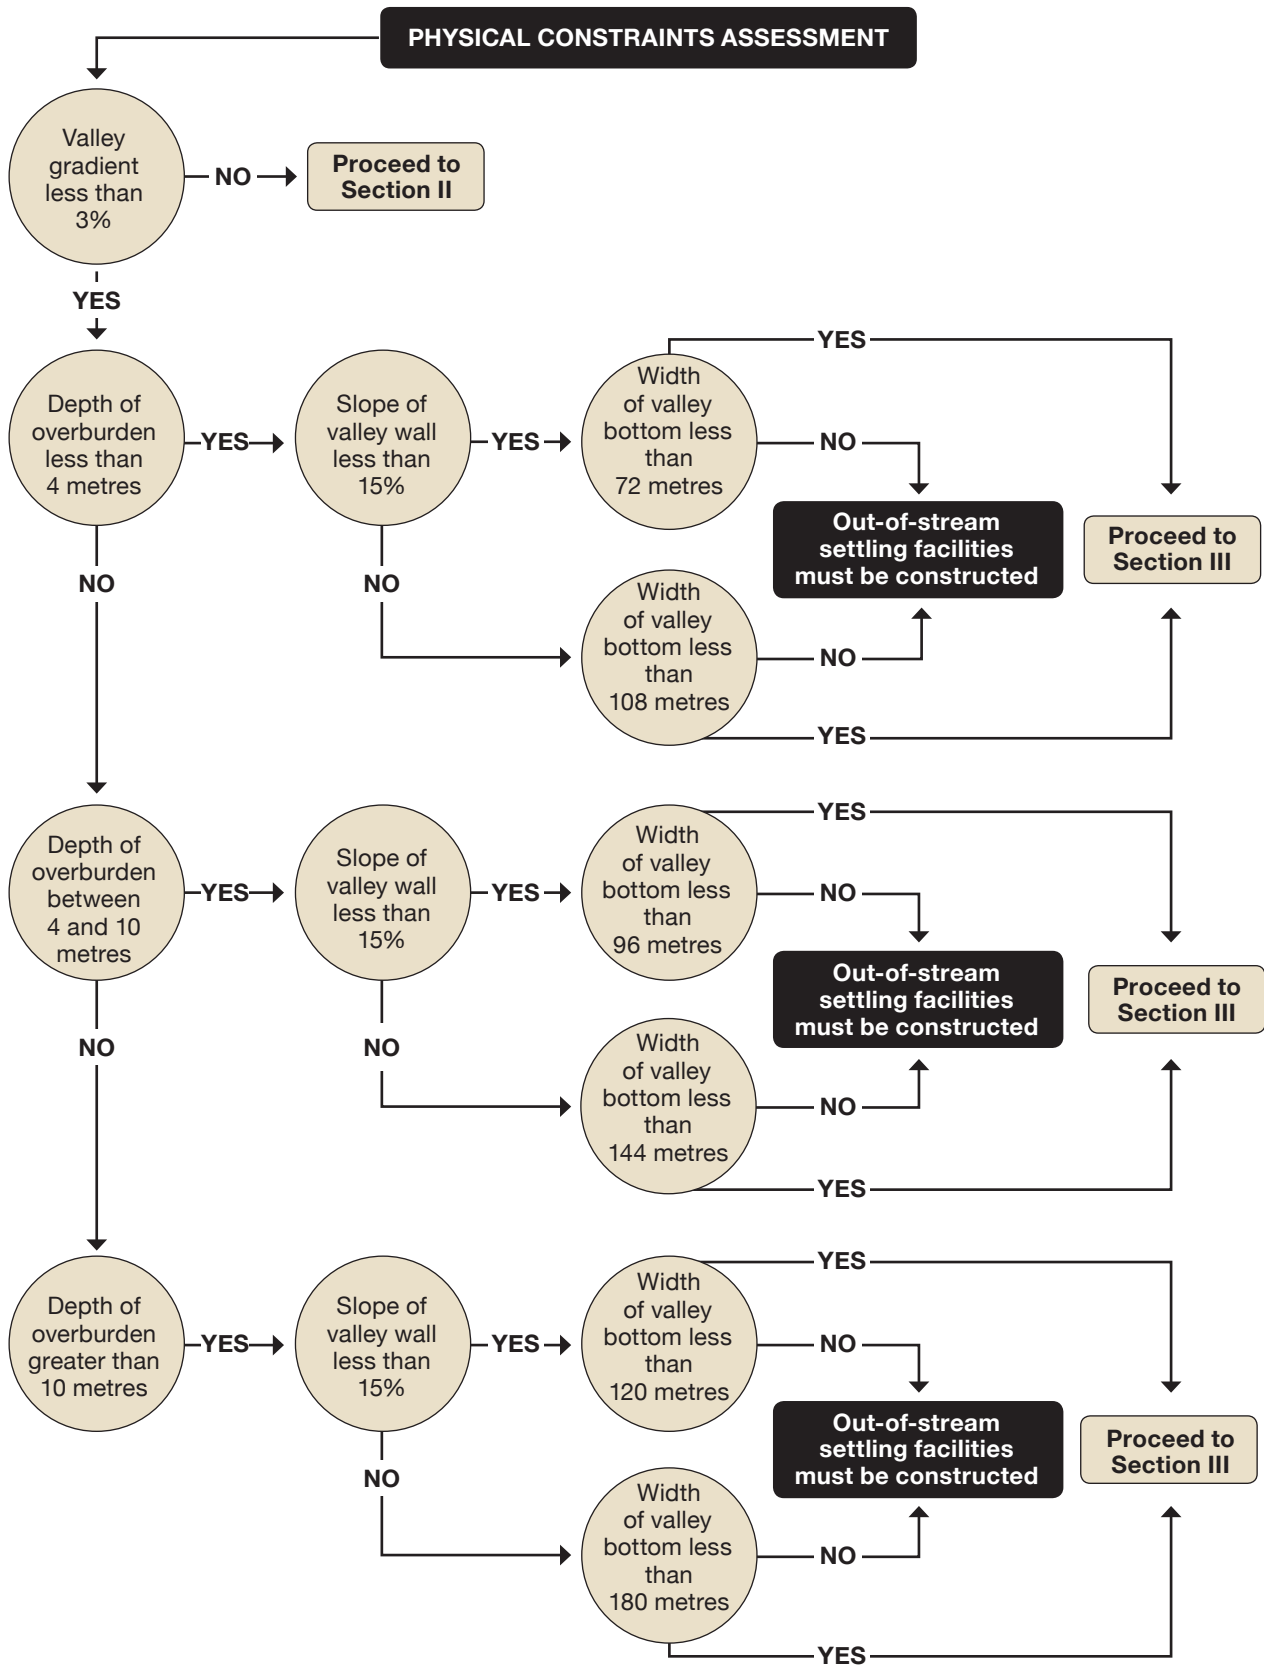 PHYSICAL CONSTRAINTS ASSESSMENT
Valley
gradient
less than
3%
NO
Proceed to
Section II
YES
Depth of
overburden
less than
4 metres
YES
Slope of
valley wall
less than
15%
YES
Width
of valley
bottom less
than
72 metres
YES
NO
Out-of-stream
settling facilities
must be constructed
Proceed to
Section III
NO
NO
Width
of valley
bottom less
than
108 metres
NO
YES
Depth of
overburden
between
4 and 10
metres
YES
Slope of
valley wall
less than
15%
YES
Width
of valley
bottom less
than
96 metres
YES
NO
Out-of-stream
settling facilities
must be constructed
Proceed to
Section III
NO
NO
Width
of valley
bottom less
than
144 metres
NO
YES
Depth of
overburden
greater than
10 metres
YES
Slope of
valley wall
less than
15%
YES
Width
of valley
bottom less
than
120 metres
YES
NO
Out-of-stream
settling facilities
must be constructed
Proceed to
Section III
NO
Width
of valley
bottom less
than
180 metres
NO
YES